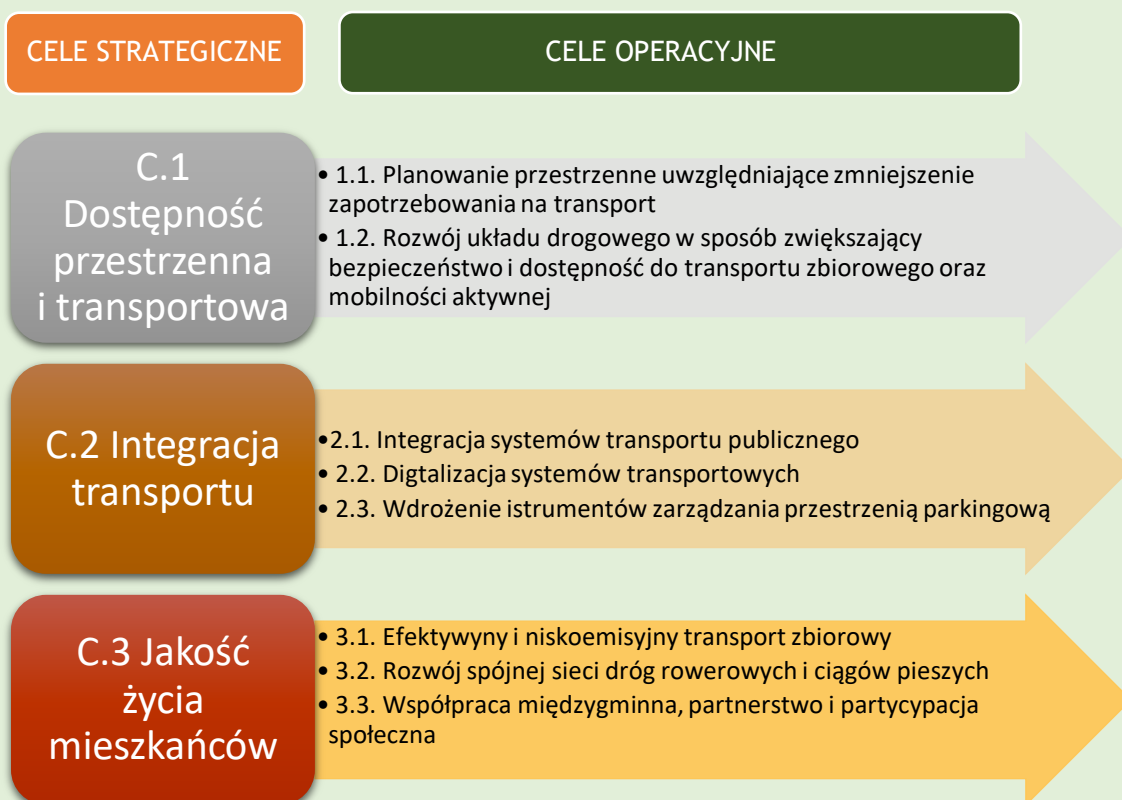 CELE STRATEGICZNE
CELE OPERACYJNE
C.1
Dostępność
przestrzenna
i transportowa
• 1.1. Planowanie przestrzenne uwzględniające zmniejszenie
zapotrzebowania na transport
• 1.2. Rozwój układu drogowego w sposób zwiększający
bezpieczeństwo i dostępność do transportu zbiorowego oraz
mobilności aktywnej
C.2 Integracja
transportu
•2.1. Integracja systemów transportu publicznego
• 2.2. Digtalizacja systemów transportowych
• 2.3. Wdrożenie istrumentów zarządzania przestrzenią parkingową
C.3 Jakość
życia
mieszkańców
• 3.1. Efektywyny i niskoemisyjny transport zbiorowy
• 3.2. Rozwój spójnej sieci dróg rowerowych i ciągów pieszych
• 3.3. Współpraca międzygminna, partnerstwo i partycypacja
społeczna